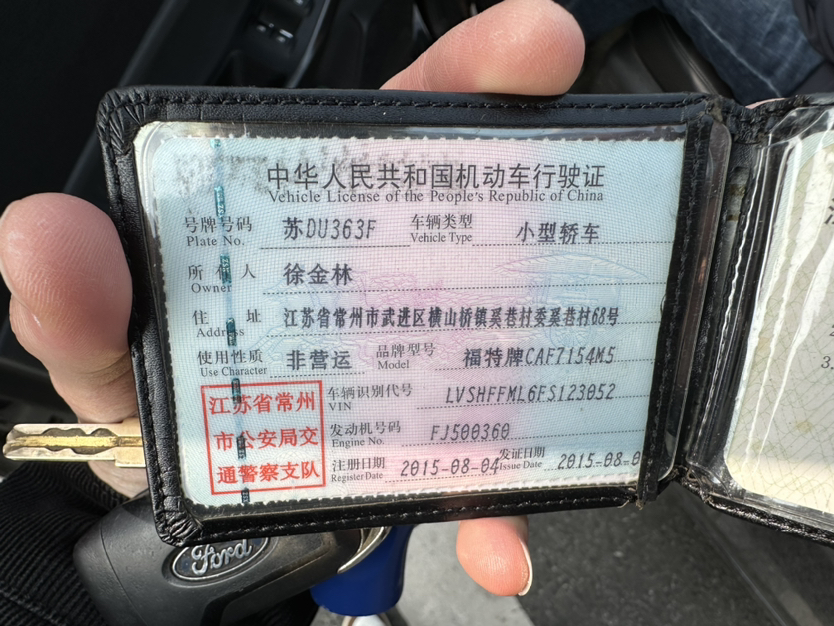 中华人民共和国机动车行驶证
Vehicle License of the People's Republic of China
号牌号码 苏DU363F 车辆类型 小型轿车
Plate No. Vehicle Type
所有人 徐金林
Owner
住址 江苏省常州市武进区横山桥镇奚巷村委奚巷村68号
Address
使用性质 非营运 品牌型号 福特牌CAF7154M5
Use Character Model
江苏省常州
市公安局交
通警察支队
车辆识别代号 LVSHFFML6FS123052
VIN
发动机号码 FJ500360
Engine No.
注册日期 2015-08-04 发证日期 2015-08-0
Register Date Issue Date
Ford